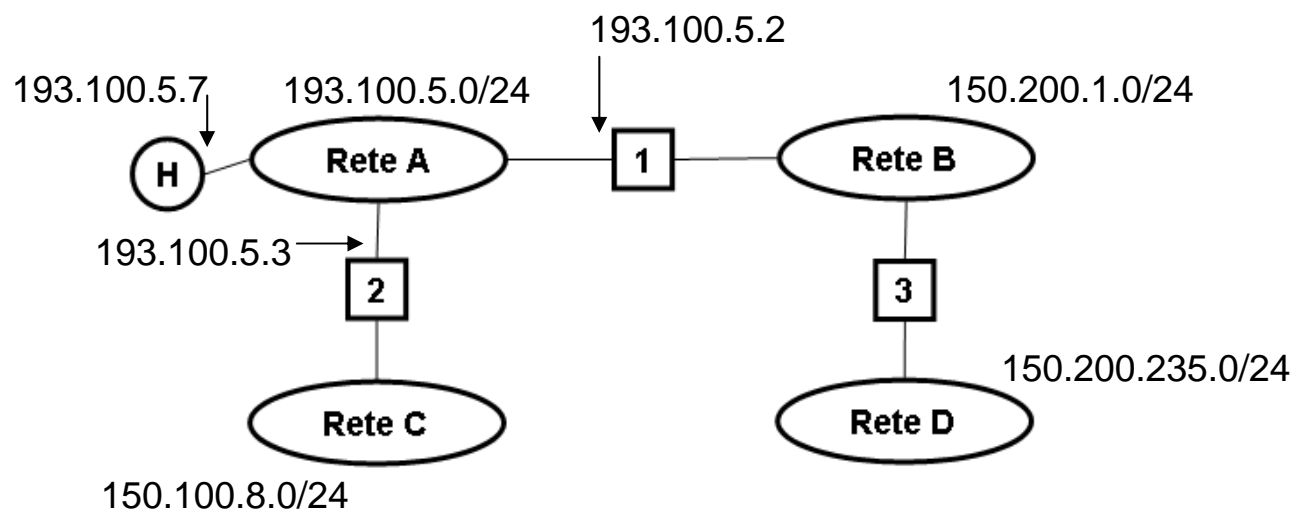 193.100.5.2
193.100.5.7
193.100.5.0/24
150.200.1.0/24
H
Rete A
1
Rete B
193.100.5.3
2
3
150.200.235.0/24
Rete C
Rete D
150.100.8.0/24